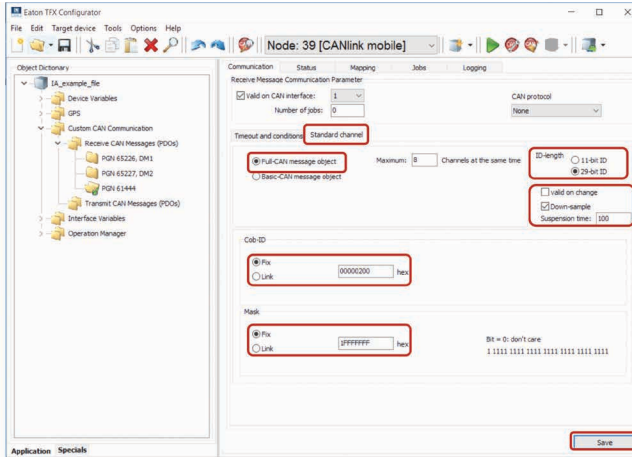 Eaton TFX Configurator
File Edit Target device Tools Options Help
Node: 39 [CANlink mobile]
Object Dictionary
IA_example_file
Device Variables
GPS
Custom CAN Communication
Receive CAN Messages (PDOs)
PGN 65226, DM1
PGN 65227, DM2
PGN 61444
Transmit CAN Messages (PDOs)
Interface Variables
Operation Manager
Application Specials
Communication Status Mapping Jobs Logging
Receive Message Communication Parameter
Valid on CAN interface: 1
Number of jobs: 0
CAN protocol
None
Timeout and conditions Standard channel
Full-CAN message object
Basic-CAN message object
Maximum: 8 Channels at the same time
ID-length
11-bit ID
29-bit ID
valid on change
Down-sample
Suspension time: 100
Cob-ID
Fix
Link
00000200 hex
Mask
Fix
Link
1FFFFFFF hex
Bit = 0: don't care
1 1111 1111 1111 1111 1111 1111 1111
Save